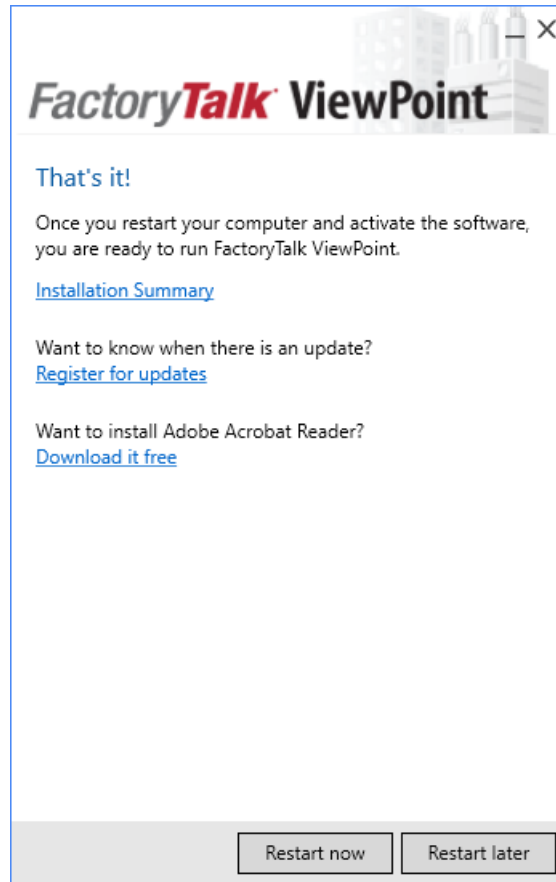 FactoryTalk ViewPoint
That's it!
Once you restart your computer and activate the software,
you are ready to run FactoryTalk ViewPoint.
Installation Summary
Want to know when there is an update?
Register for updates
Want to install Adobe Acrobat Reader?
Download it free
Restart now
Restart later